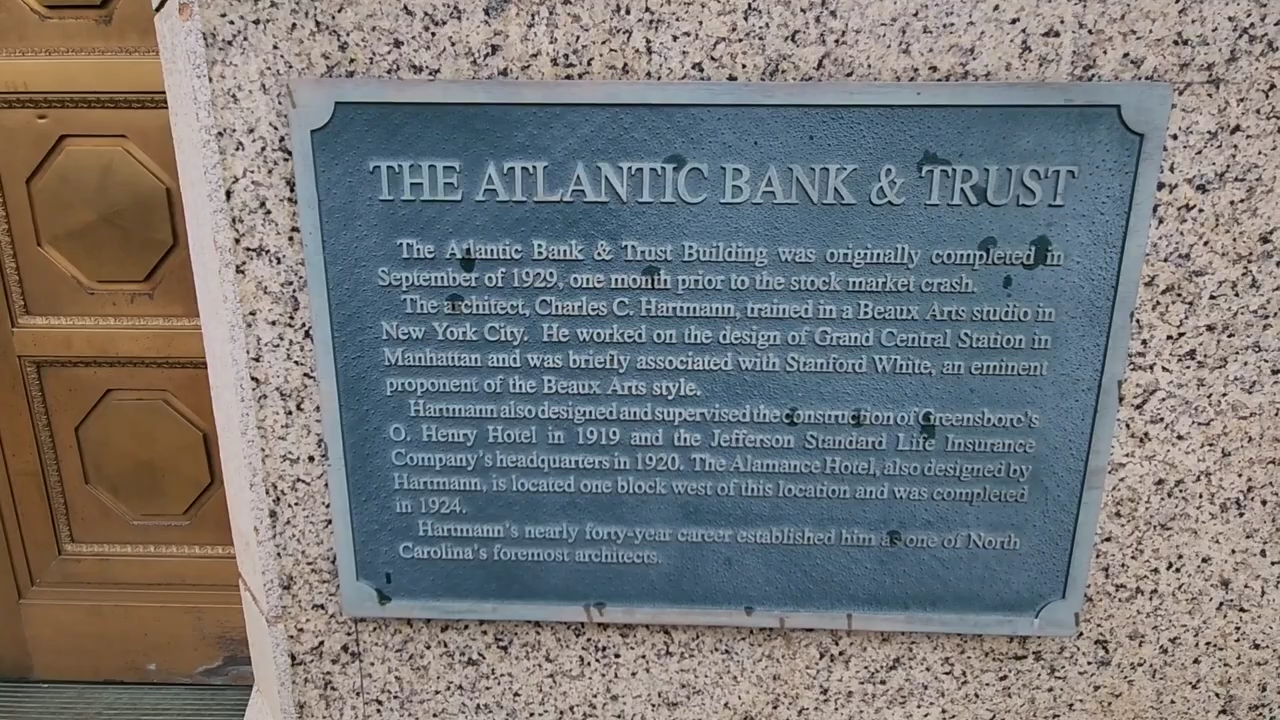 THE ATLANTIC BANK & TRUST
The Atlantic Bank & Trust Building was originally completed in
September of 1929, one month prior to the stock market crash.
The architect, Charles C. Hartmann, trained in a Beaux Arts studio in
New York City. He worked on the design of Grand Central Station in
Manhattan and was briefly associated with Stanford White, an eminent
proponent of the Beaux Arts style.
Hartmann also designed and supervised the construction of Greensboro's
O. Henry Hotel in 1919 and the Jefferson Standard Life Insurance
Company's headquarters in 1920. The Alamance Hotel, also designed by
Hartmann, is located one block west of this location and was completed
in 1924.
Hartmann's nearly forty-year career established him as one of North
Carolina's foremost architects.